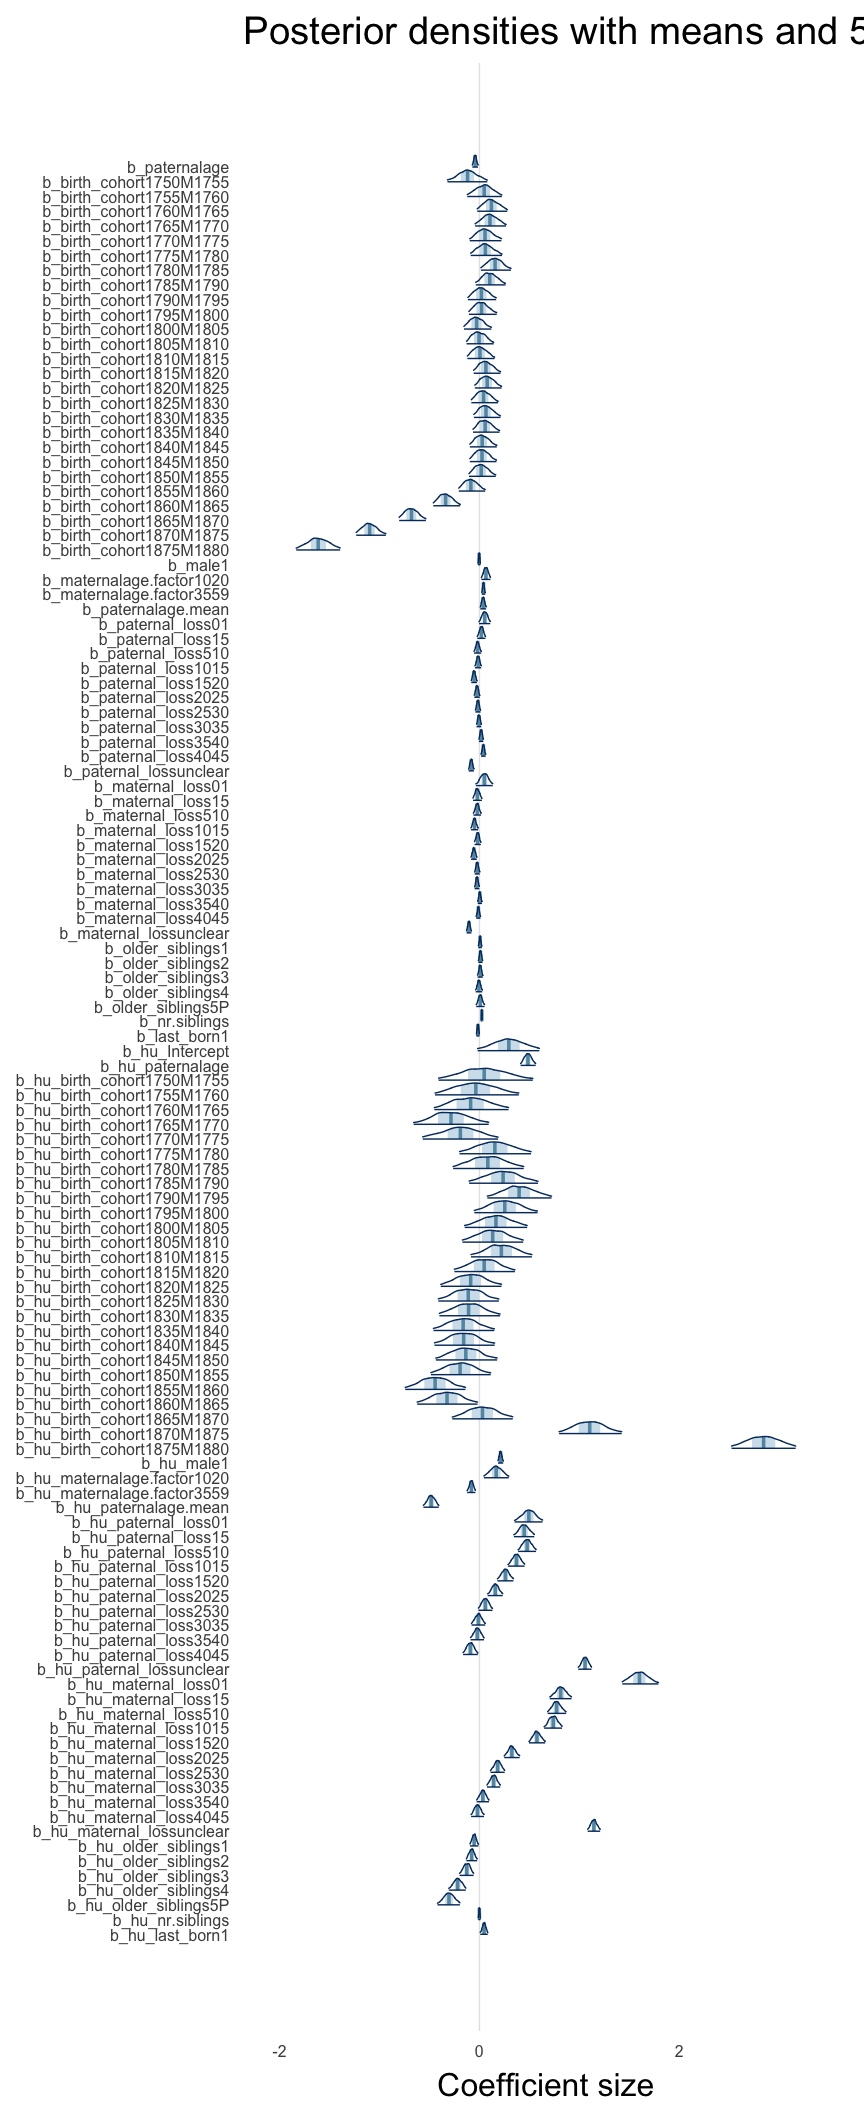 Posterior densities with means and 5
b_paternalage
b_birth_cohort1750M1755
b_birth_cohort1755M1760
b_birth_cohort1760M1765
b_birth_cohort1765M1770
b_birth_cohort1770M1775
b_birth_cohort1775M1780
b_birth_cohort1780M1785
b_birth_cohort1785M1790
b_birth_cohort1790M1795
b_birth_cohort1795M1800
b_birth_cohort1800M1805
b_birth_cohort1805M1810
b_birth_cohort1810M1815
b_birth_cohort1815M1820
b_birth_cohort1820M1825
b_birth_cohort1825M1830
b_birth_cohort1830M1835
b_birth_cohort1835M1840
b_birth_cohort1840M1845
b_birth_cohort1845M1850
b_birth_cohort1850M1855
b_birth_cohort1855M1860
b_birth_cohort1860M1865
b_birth_cohort1865M1870
b_birth_cohort1870M1875
b_birth_cohort1875M1880
b_male1
b_maternalage.factor1020
b_maternalage.factor3559
b_paternalage.mean
b_paternal_loss01
b_paternal_loss15
b_paternal_loss510
b_paternal_loss1015
b_paternal_loss1520
b_paternal_loss2025
b_paternal_loss2530
b_paternal_loss3035
b_paternal_loss3540
b_paternal_loss4045
b_paternal_lossunclear
b_maternal_loss01
b_maternal_loss15
b_maternal_loss510
b_maternal_loss1015
b_maternal_loss1520
b_maternal_loss2025
b_maternal_loss2530
b_maternal_loss3035
b_maternal_loss3540
b_maternal_loss4045
b_maternal_lossunclear
b_older_siblings1
b_older_siblings2
b_older_siblings3
b_older_siblings4
b_older_siblings5P
b_nr.siblings
b_last_born1
b_hu_Intercept
b_hu_paternalage
b_hu_birth_cohort1750M1755
b_hu_birth_cohort1755M1760
b_hu_birth_cohort1760M1765
b_hu_birth_cohort1765M1770
b_hu_birth_cohort1770M1775
b_hu_birth_cohort1775M1780
b_hu_birth_cohort1780M1785
b_hu_birth_cohort1785M1790
b_hu_birth_cohort1790M1795
b_hu_birth_cohort1795M1800
b_hu_birth_cohort1800M1805
b_hu_birth_cohort1805M1810
b_hu_birth_cohort1810M1815
b_hu_birth_cohort1815M1820
b_hu_birth_cohort1820M1825
b_hu_birth_cohort1825M1830
b_hu_birth_cohort1830M1835
b_hu_birth_cohort1835M1840
b_hu_birth_cohort1840M1845
b_hu_birth_cohort1845M1850
b_hu_birth_cohort1850M1855
b_hu_birth_cohort1855M1860
b_hu_birth_cohort1860M1865
b_hu_birth_cohort1865M1870
b_hu_birth_cohort1870M1875
b_hu_birth_cohort1875M1880
b_hu_male1
b_hu_maternalage.factor1020
b_hu_maternalage.factor3559
b_hu_paternalage.mean
b_hu_paternal_loss01
b_hu_paternal_loss15
b_hu_paternal_loss510
b_hu_paternal_loss1015
b_hu_paternal_loss1520
b_hu_paternal_loss2025
b_hu_paternal_loss2530
b_hu_paternal_loss3035
b_hu_paternal_loss3540
b_hu_paternal_loss4045
b_hu_paternal_lossunclear
b_hu_maternal_loss01
b_hu_maternal_loss15
b_hu_maternal_loss510
b_hu_maternal_loss1015
b_hu_maternal_loss1520
b_hu_maternal_loss2025
b_hu_maternal_loss2530
b_hu_maternal_loss3035
b_hu_maternal_loss3540
b_hu_maternal_loss4045
b_hu_maternal_lossunclear
b_hu_older_siblings1
b_hu_older_siblings2
b_hu_older_siblings3
b_hu_older_siblings4
b_hu_older_siblings5P
b_hu_nr.siblings
b_hu_last_born1
-2 0 2
Coefficient size